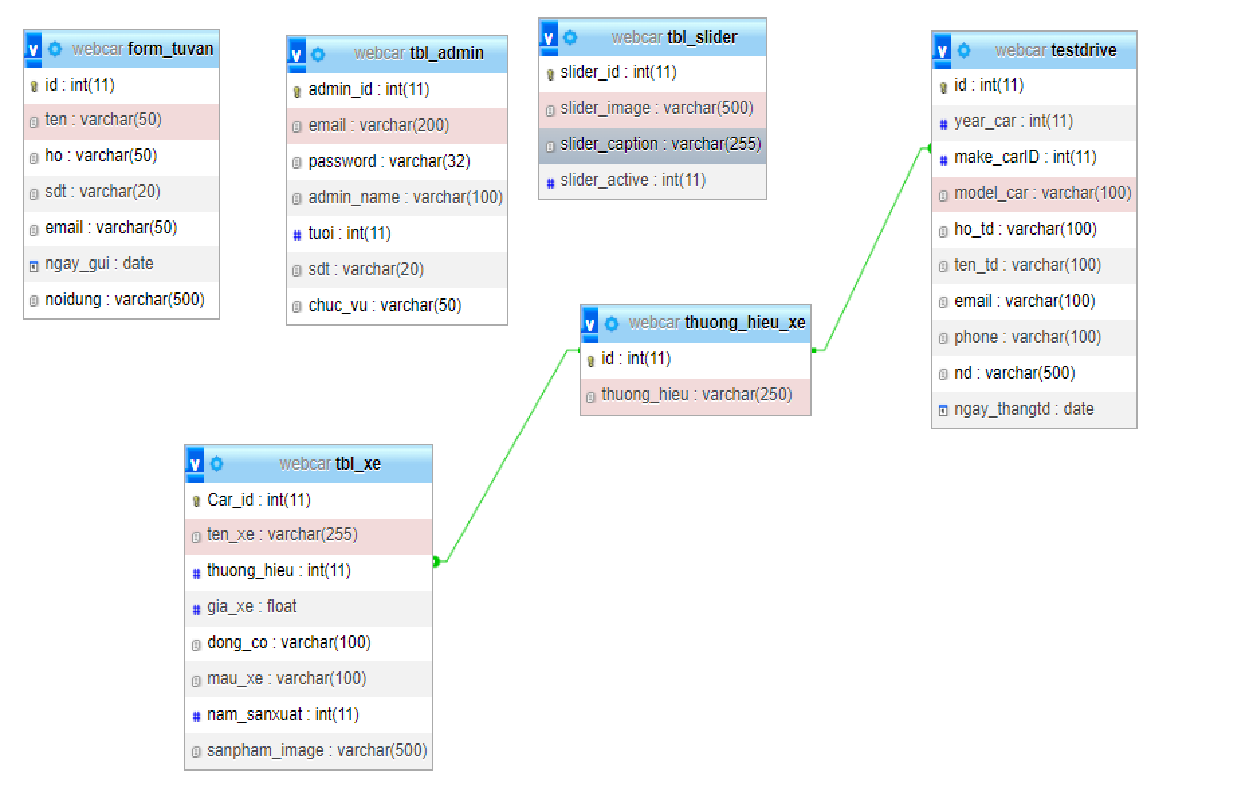 webcar form_tuvan
id : int(11)
ten : varchar(50)
ho : varchar(50)
sdt : varchar(20)
email : varchar(50)
ngay_gui : date
noidung : varchar(500)
webcar tbl_admin
admin_id : int(11)
email : varchar(200)
password : varchar(32)
admin_name : varchar(100)
tuoi : int(11)
sdt : varchar(20)
chuc_vu : varchar(50)
webcar tbl_slider
slider_id : int(11)
slider_image : varchar(500)
slider_caption : varchar(255)
slider_active : int(11)
webcar testdrive
id : int(11)
year_car : int(11)
make_carID : int(11)
model_car : varchar(100)
ho_td : varchar(100)
ten_td : varchar(100)
email : varchar(100)
phone : varchar(100)
nd : varchar(500)
ngay_thangtd : date
webcar thuong_hieu_xe
id : int(11)
thuong_hieu : varchar(250)
webcar tbl_xe
Car_id : int(11)
ten_xe : varchar(255)
thuong_hieu : int(11)
gia_xe : float
dong_co : varchar(100)
mau_xe : varchar(100)
nam_sanxuat : int(11)
sanpham_image : varchar(500)